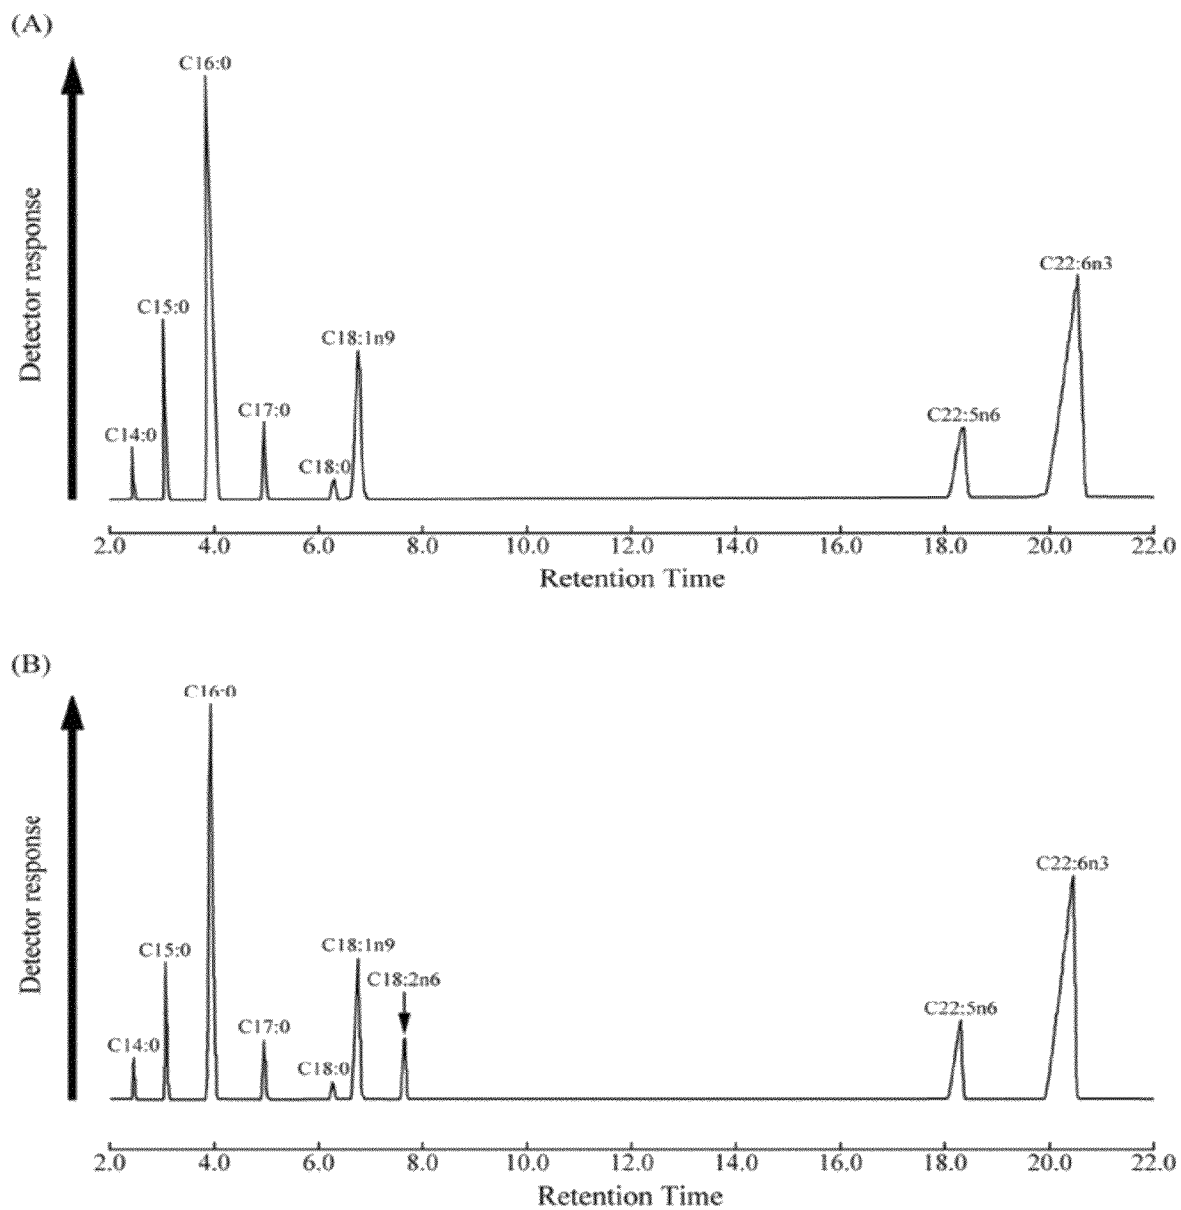 (A)
C16:0
C22:6n3
C15:0
C18:1n9
C17:0
C22:5n6
C14:0
C18:0
Detector response
2.0 4.0 6.0 8.0 10.0 12.0 14.0 16.0 18.0 20.0 22.0
Retention Time
(B)
C16:0
C22:6n3
C15:0
C18:1n9
C18:2n6
C22:5n6
C17:0
C14:0
C18:0
Detector response
2.0 4.0 6.0 8.0 10.0 12.0 14.0 16.0 18.0 20.0 22.0
Retention Time